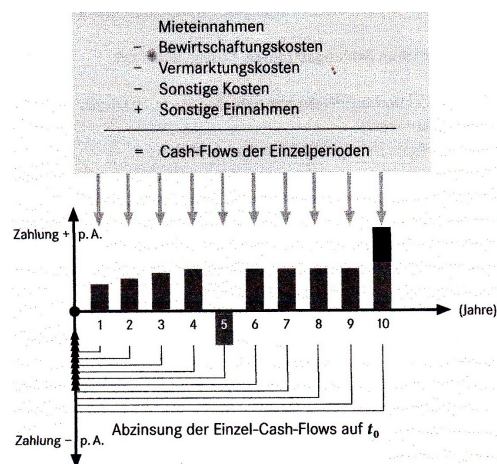 Mieteinnahmen
– Bewirtschaftungskosten
– Vermarktungskosten
– Sonstige Kosten
+ Sonstige Einnahmen
= Cash-Flows der Einzelperioden
Zahlung + p. A.
(Jahre)
1 2 3 4 5 6 7 8 9 10
Abzinsung der Einzel-Cash-Flows auf t₀
Zahlung – p. A.